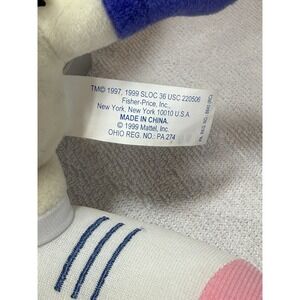 TM© 1997, 1999 SLOC 36 USC 220506
Fisher-Price, Inc.,
New York, New York 10010 U.S.A
MADE IN CHINA.
© 1999 Mattel, Inc.
OHIO REG. NO.: PA.274